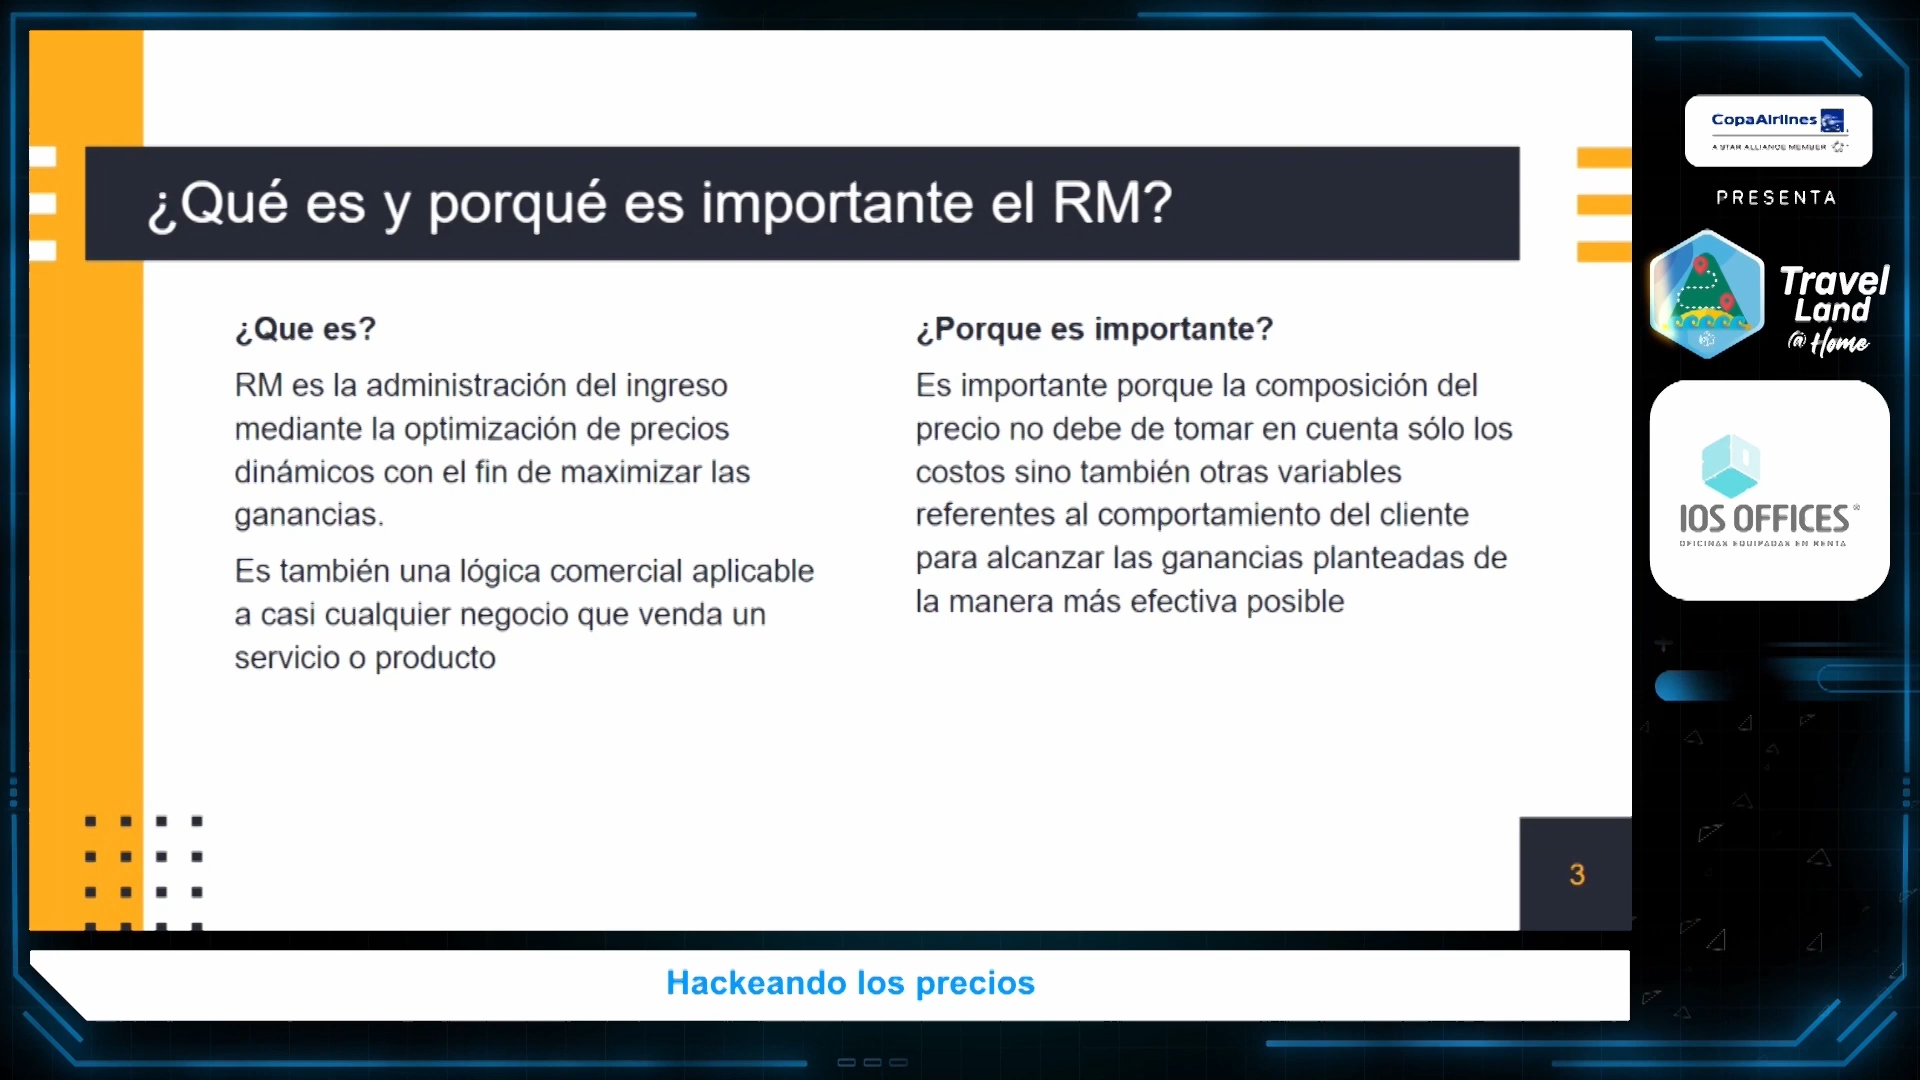 ¿Qué es y porqué es importante el RM?
¿Que es?
RM es la administración del ingreso
mediante la optimización de precios
dinámicos con el fin de maximizar las
ganancias.
Es también una lógica comercial aplicable
a casi cualquier negocio que venda un
servicio o producto
¿Porque es importante?
Es importante porque la composición del
precio no debe de tomar en cuenta sólo los
costos sino también otras variables
referentes al comportamiento del cliente
para alcanzar las ganancias planteadas de
la manera más efectiva posible
3
Hackeando los precios
CopaAirlines
A STAR ALLIANCE MEMBER
PRESENTA
Travel
Land
@ Home
IOS OFFICES®
OFICINAS EQUIPADAS EN RENTA